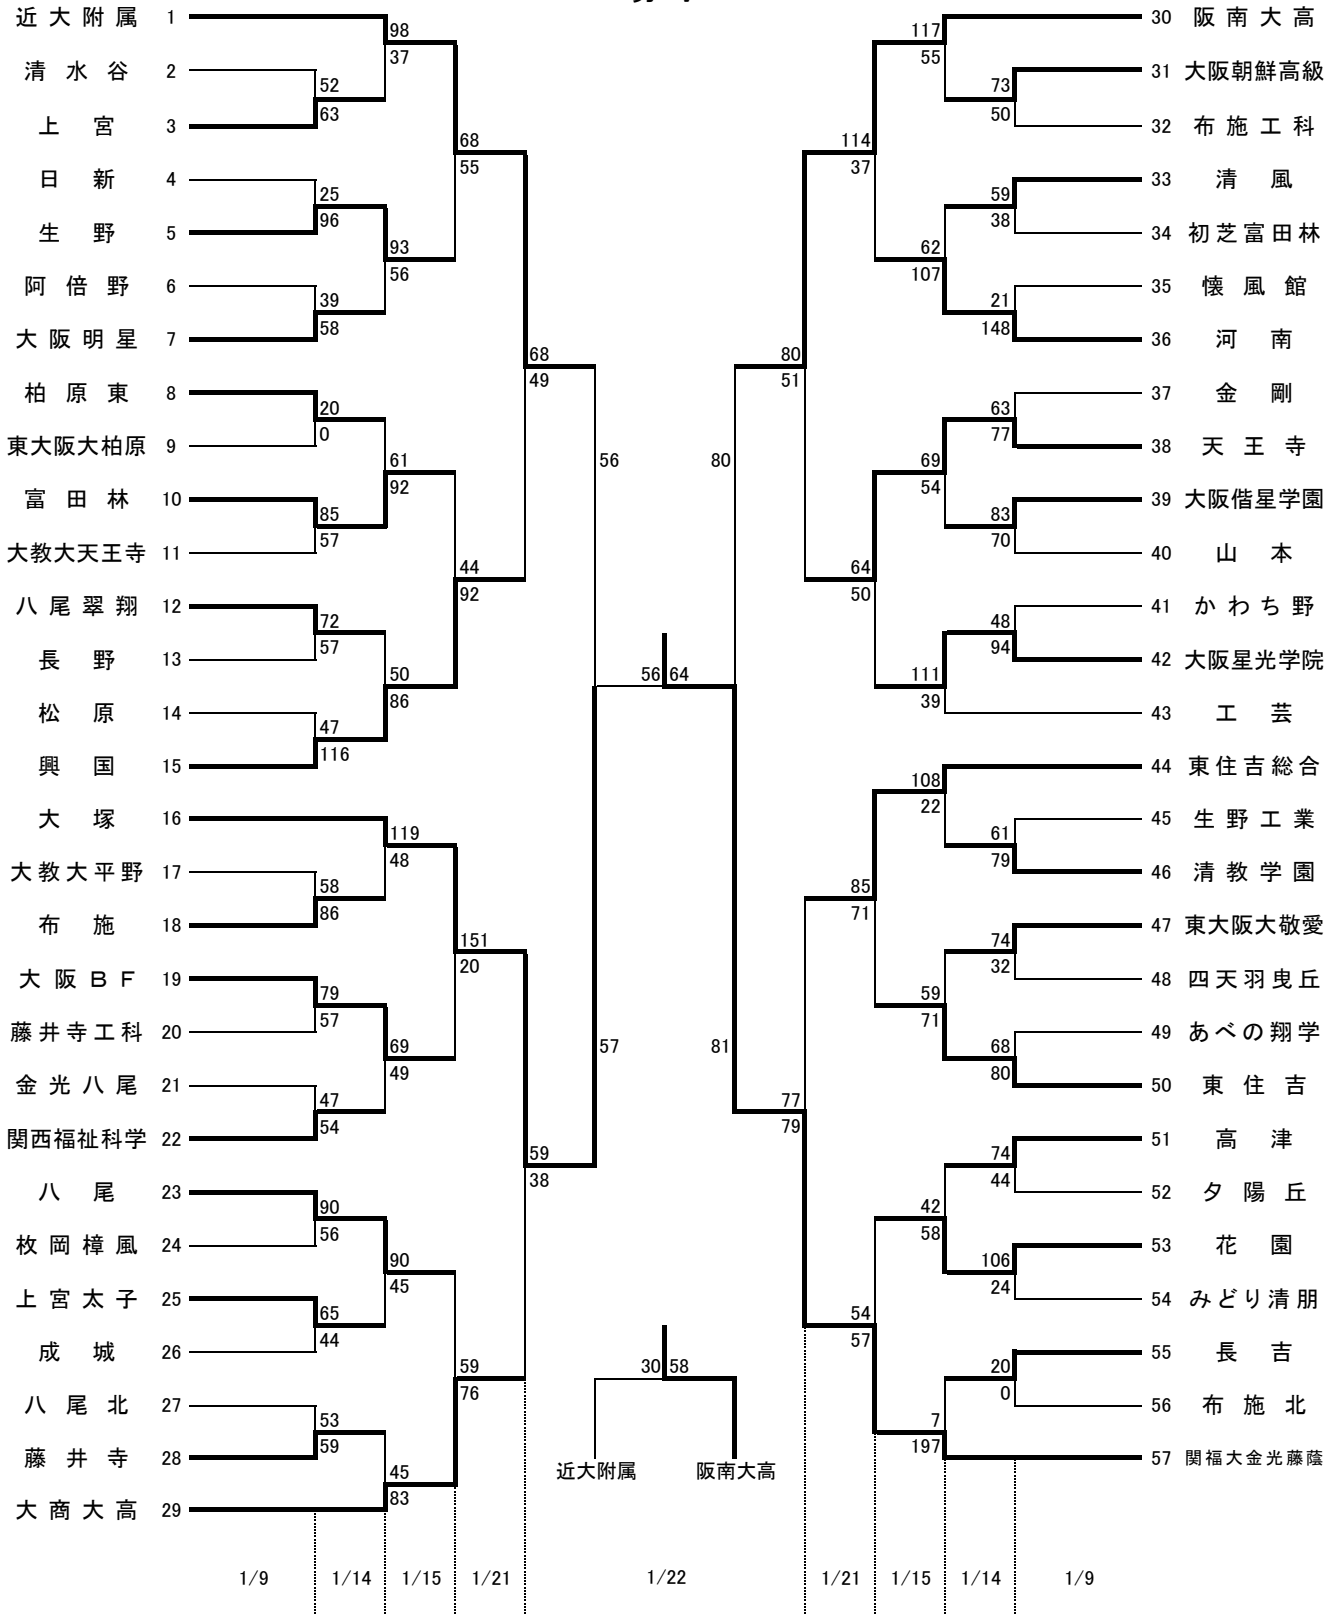 近大附属 1
清水谷 2
上宮 3
日新 4
生野 5
阿倍野 6
大阪明星 7
柏原東 8
東大阪大柏原 9
富田林 10
大教大天王寺 11
八尾翠翔 12
長野 13
松原 14
興国 15
大塚 16
大教大平野 17
布施 18
大阪BF 19
藤井寺工科 20
金光八尾 21
関西福祉科学 22
八尾 23
枚岡樟風 24
上宮太子 25
成城 26
八尾北 27
藤井寺 28
大商大高 29
52
63
25
96
39
58
20
0
85
57
72
57
47
116
58
86
79
57
47
54
90
56
65
44
53
59
98
37
93
56
61
92
50
86
119
48
69
49
90
45
45
83
68
55
44
92
151
20
59
76
68
49
59
38
56
57
56 64
80
81
30 58
近大附属 阪南大高
80
51
77
79
114
37
64
50
85
71
54
57
117
55
62
107
69
54
111
39
108
22
59
71
42
58
7
197
73
50
59
38
21
148
63
77
83
70
48
94
61
79
74
32
68
80
74
44
106
24
20
0
30 阪南大高
31 大阪朝鮮高級
32 布施工科
33 清風
34 初芝富田林
35 懐風館
36 河南
37 金剛
38 天王寺
39 大阪偕星学園
40 山本
41 かわち野
42 大阪星光学院
43 工芸
44 東住吉総合
45 生野工業
46 清教学園
47 東大阪大敬愛
48 四天羽曳丘
49 あべの翔学
50 東住吉
51 高津
52 夕陽丘
53 花園
54 みどり清朋
55 長吉
56 布施北
57 関福大金光藤蔭
1/9 1/14 1/15 1/21 1/22 1/21 1/15 1/14 1/9